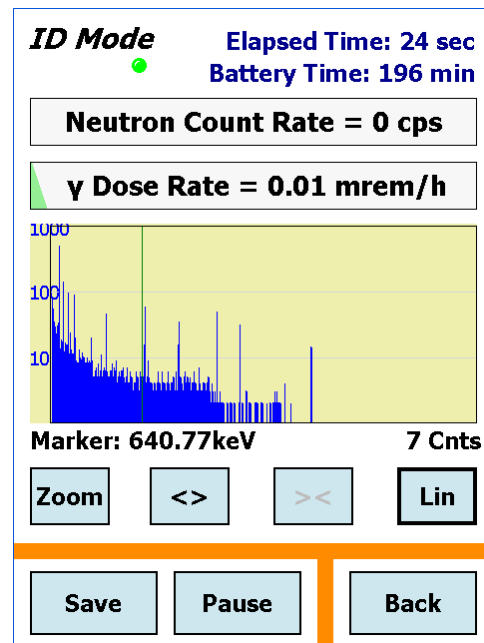 ID Mode
Elapsed Time: 24 sec
Battery Time: 196 min
Neutron Count Rate = 0 cps
γ Dose Rate = 0.01 mrem/h
1000
100
10
Marker: 640.77keV 7 Cnts
Zoom <> >< Lin
Save Pause Back